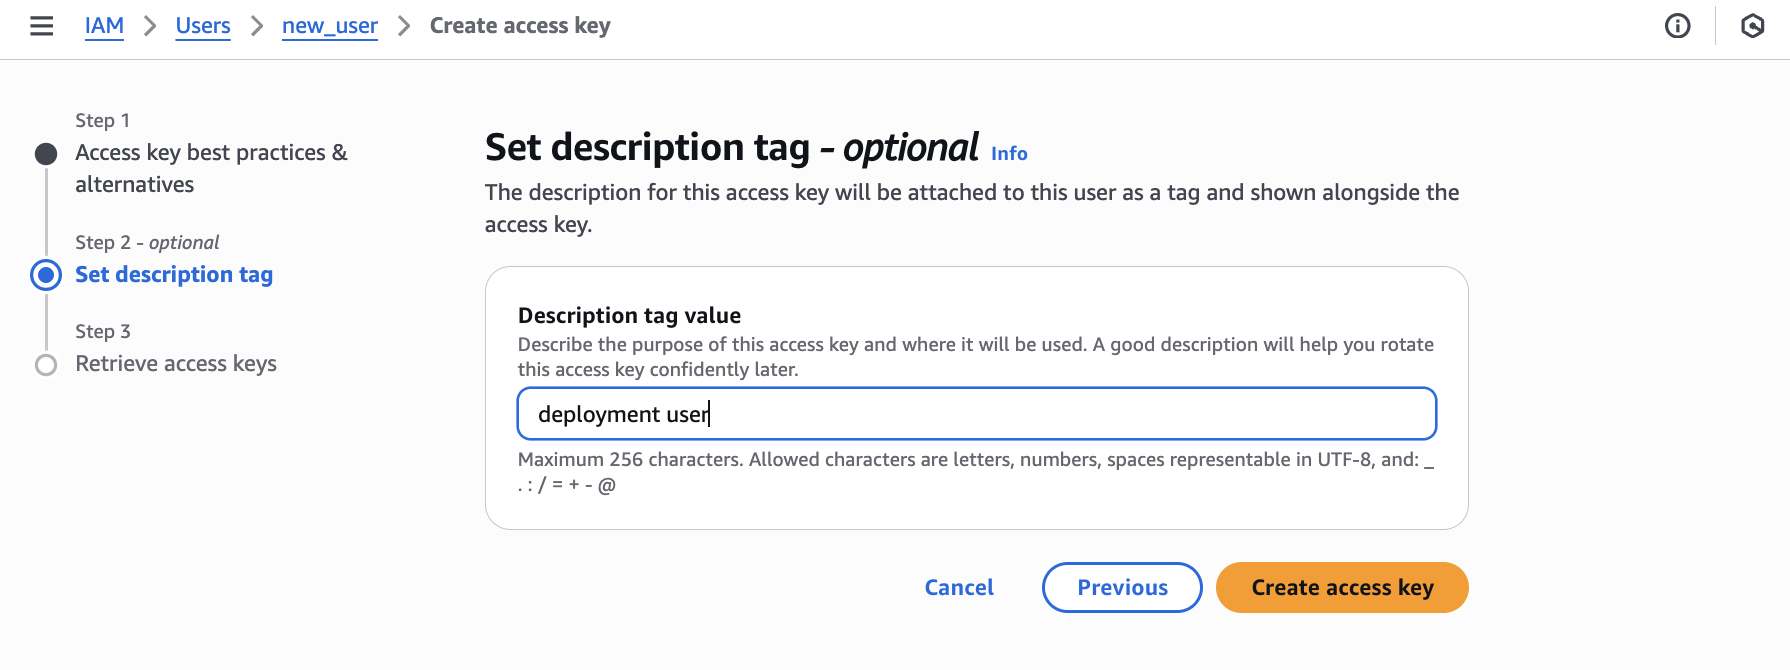 IAM > Users > new_user > Create access key
Step 1
Access key best practices &
alternatives
Step 2 - optional
Set description tag
Step 3
Retrieve access keys
Set description tag - optional Info
The description for this access key will be attached to this user as a tag and shown alongside the
access key.
Description tag value
Describe the purpose of this access key and where it will be used. A good description will help you rotate
this access key confidently later.
deployment user
Maximum 256 characters. Allowed characters are letters, numbers, spaces representable in UTF-8, and: _
. : / = + - @
Cancel Previous Create access key